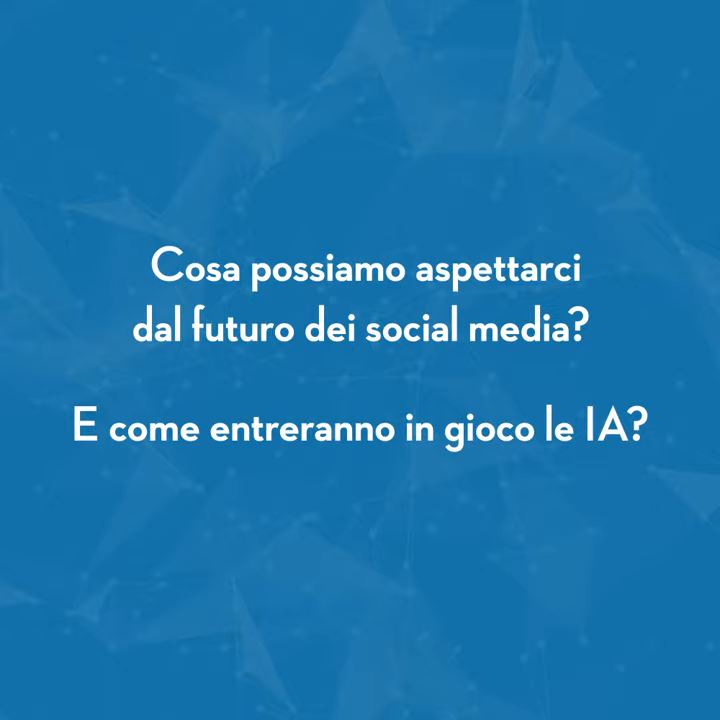 Cosa possiamo aspettarci
dal futuro dei social media?
E come entreranno in gioco le IA?